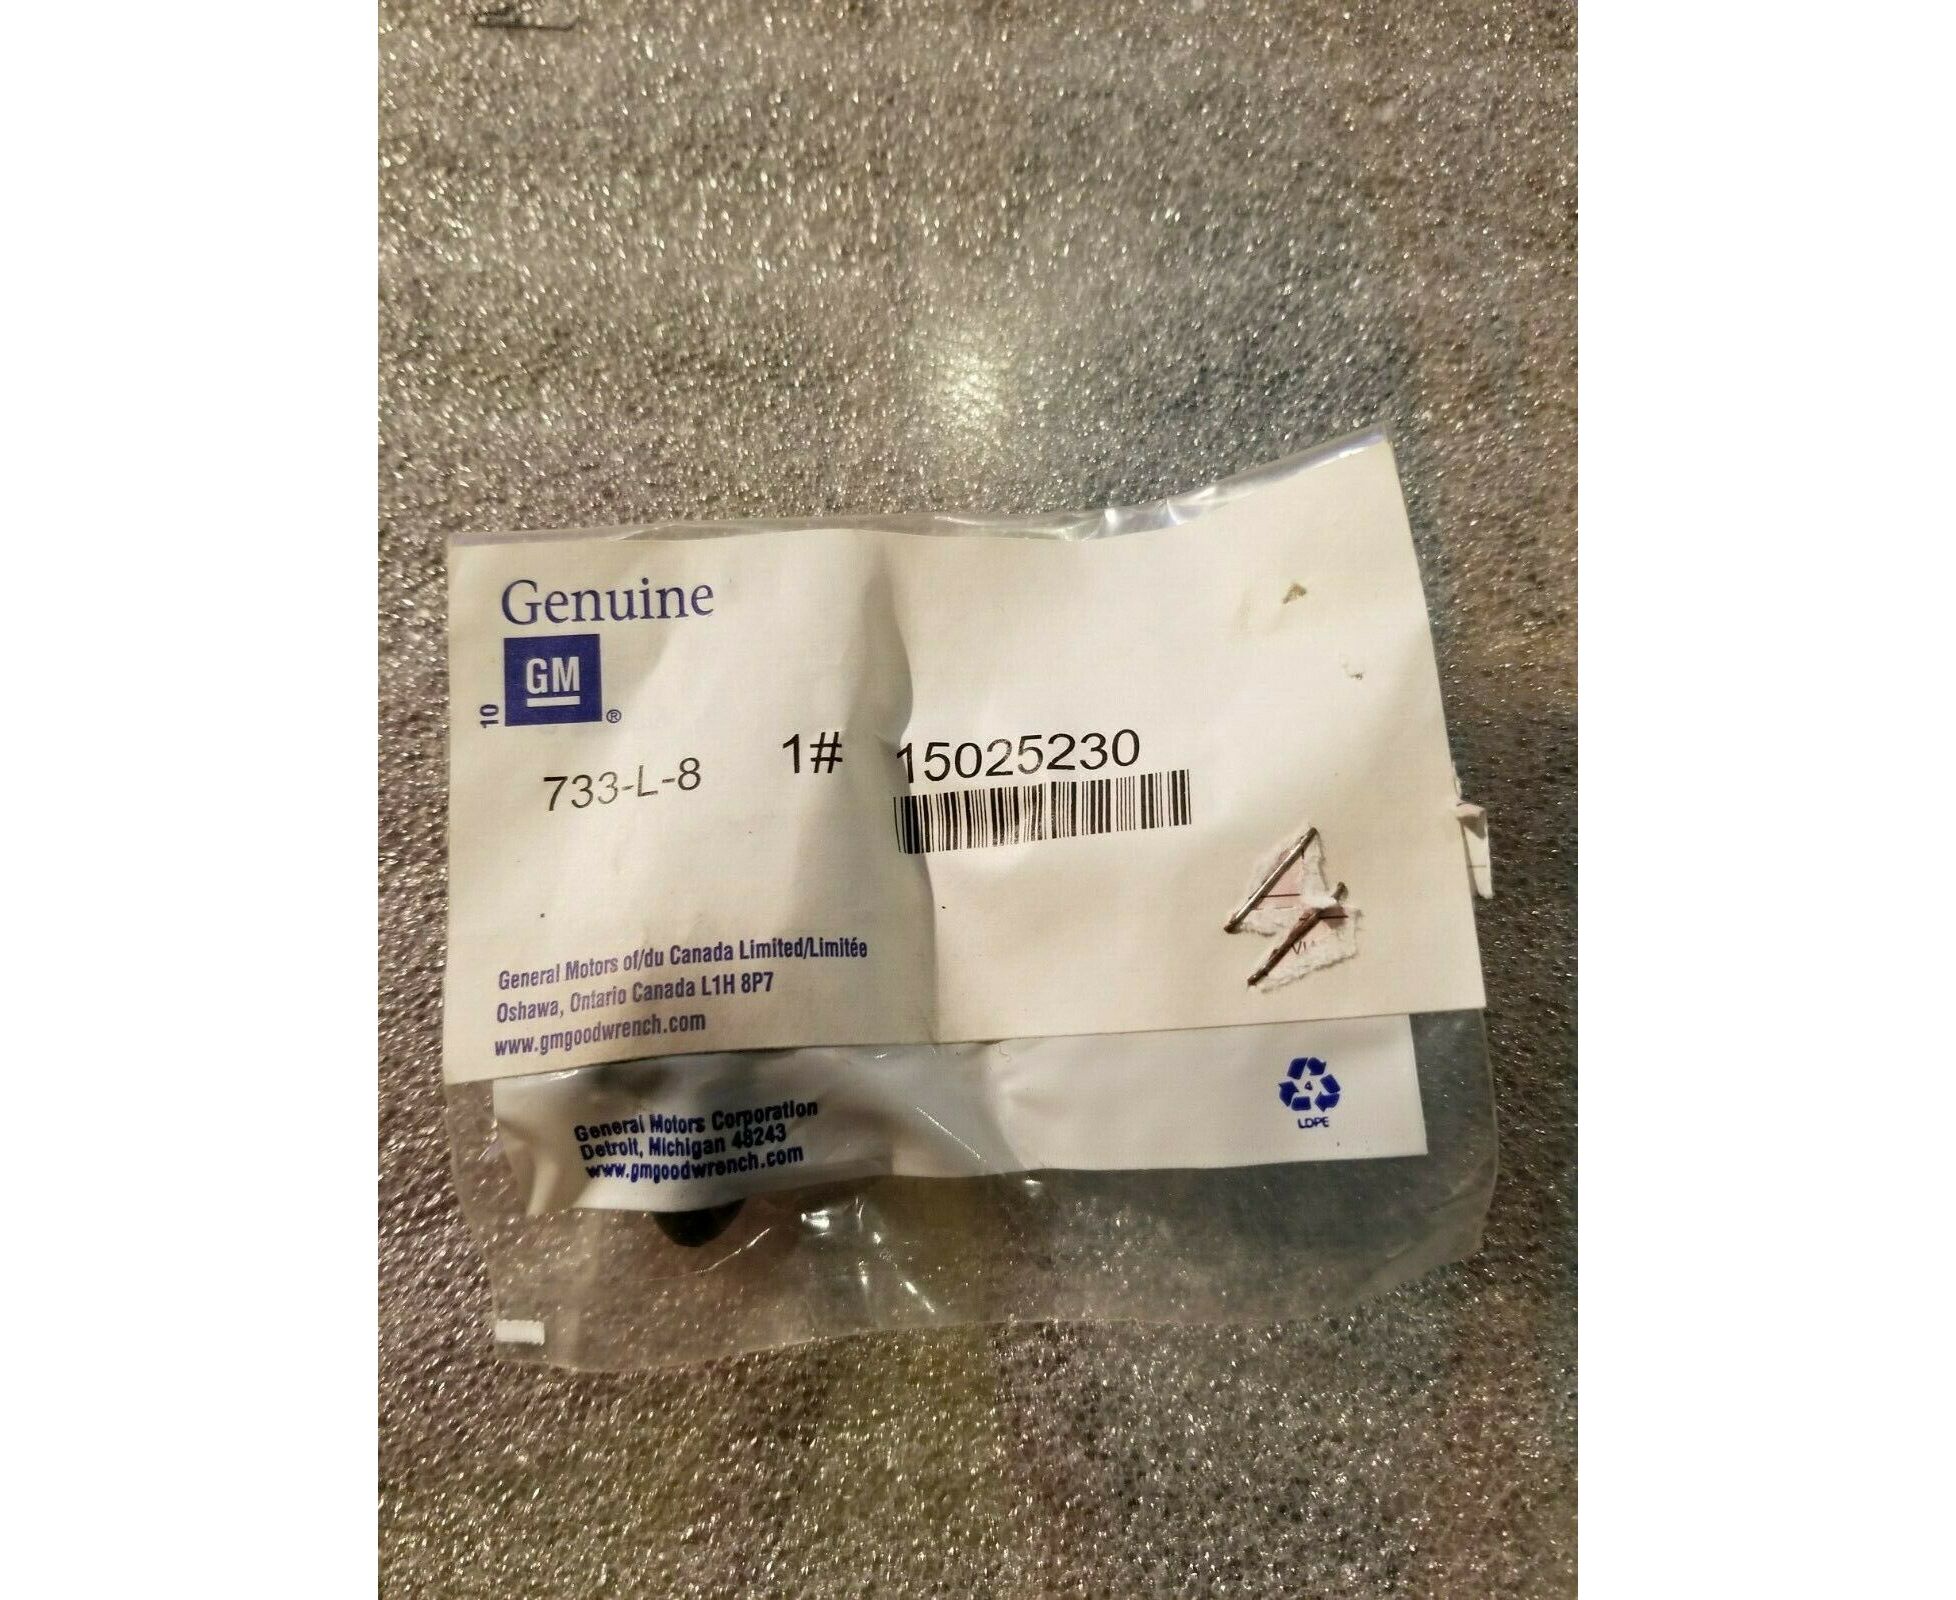 Genuine
GM
10
®
733-L-8 1# 15025230
General Motors of/du Canada Limited/Limitée
Oshawa, Ontario Canada L1H 8P7
www.gmgoodwrench.com
General Motors Corporation
Detroit, Michigan 48243
www.gmgoodwrench.com
4
LDPE